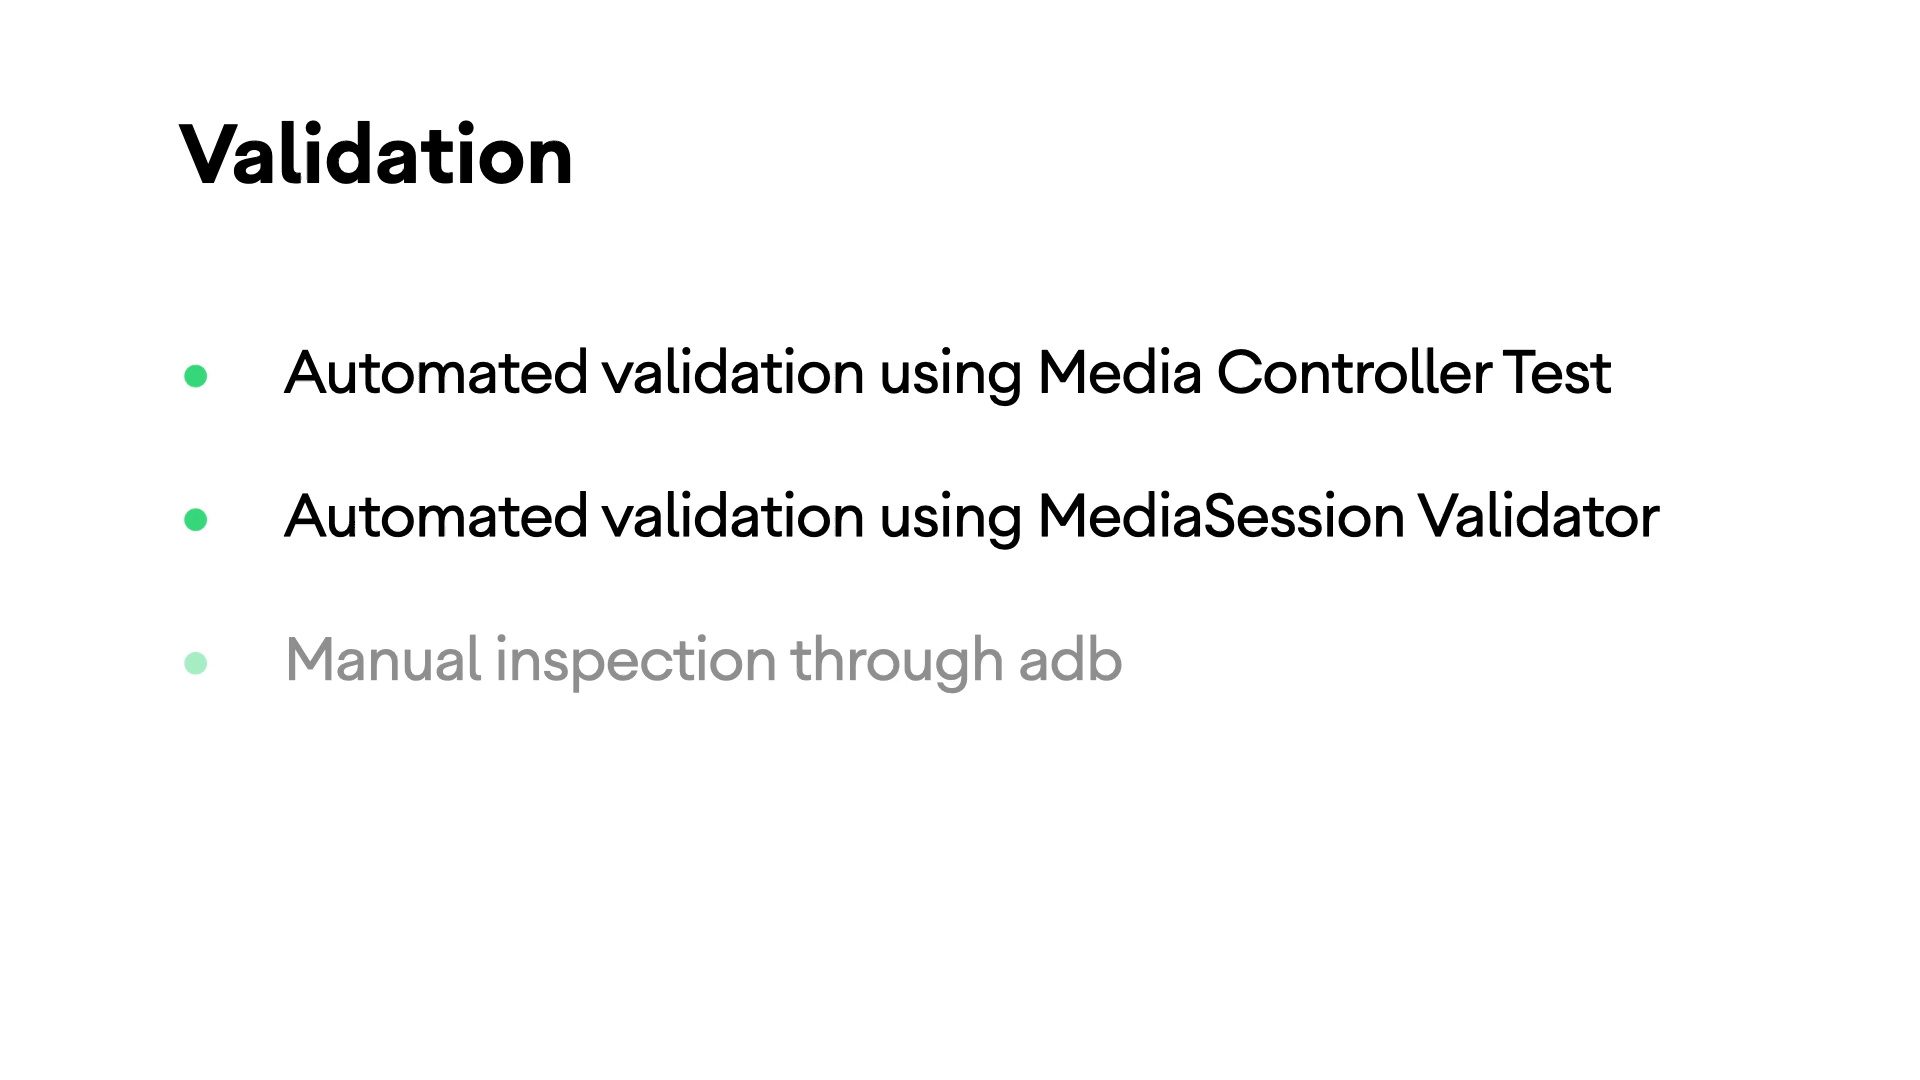 Validation
Automated validation using Media Controller Test
Automated validation using MediaSession Validator
Manual inspection through adb